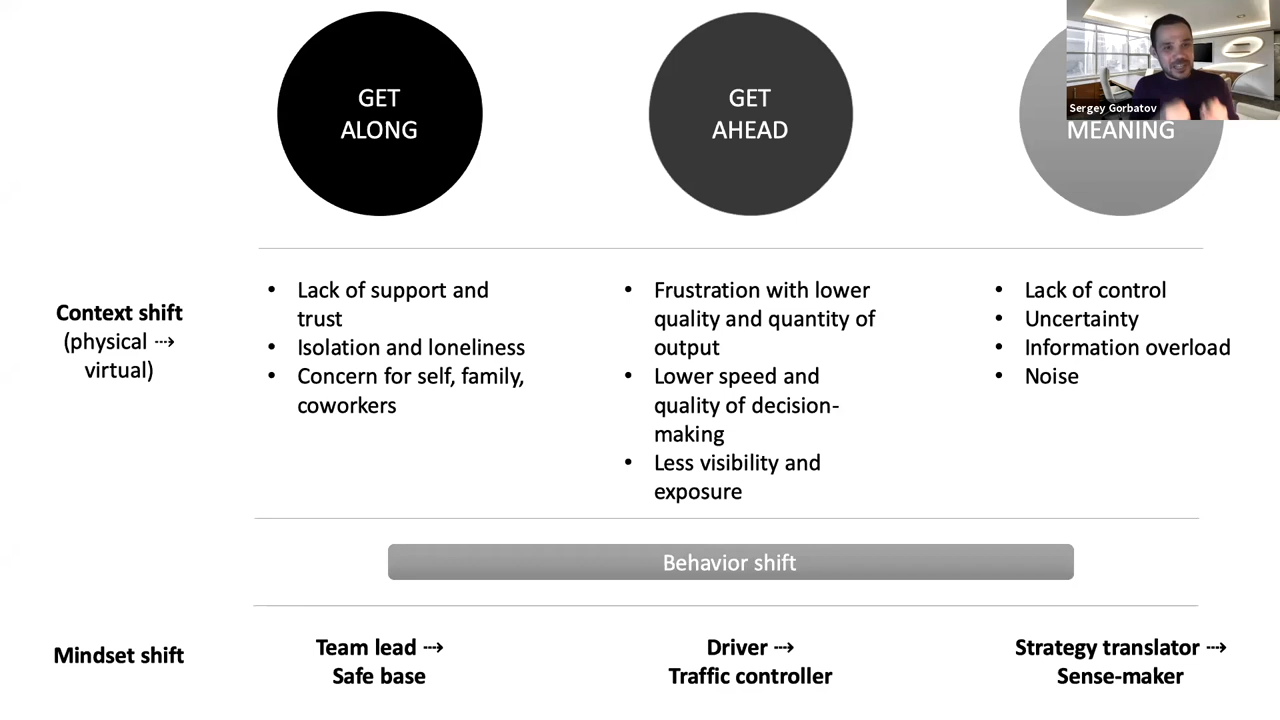 GET
ALONG
GET
AHEAD
MEANING
Sergey Gorbatov
Context shift
(physical ⇢
virtual)
• Lack of support and
trust
• Isolation and loneliness
• Concern for self, family,
coworkers
• Frustration with lower
quality and quantity of
output
• Lower speed and
quality of decision-
making
• Less visibility and
exposure
• Lack of control
• Uncertainty
• Information overload
• Noise
Behavior shift
Mindset shift
Team lead ⇢
Safe base
Driver ⇢
Traffic controller
Strategy translator ⇢
Sense-maker